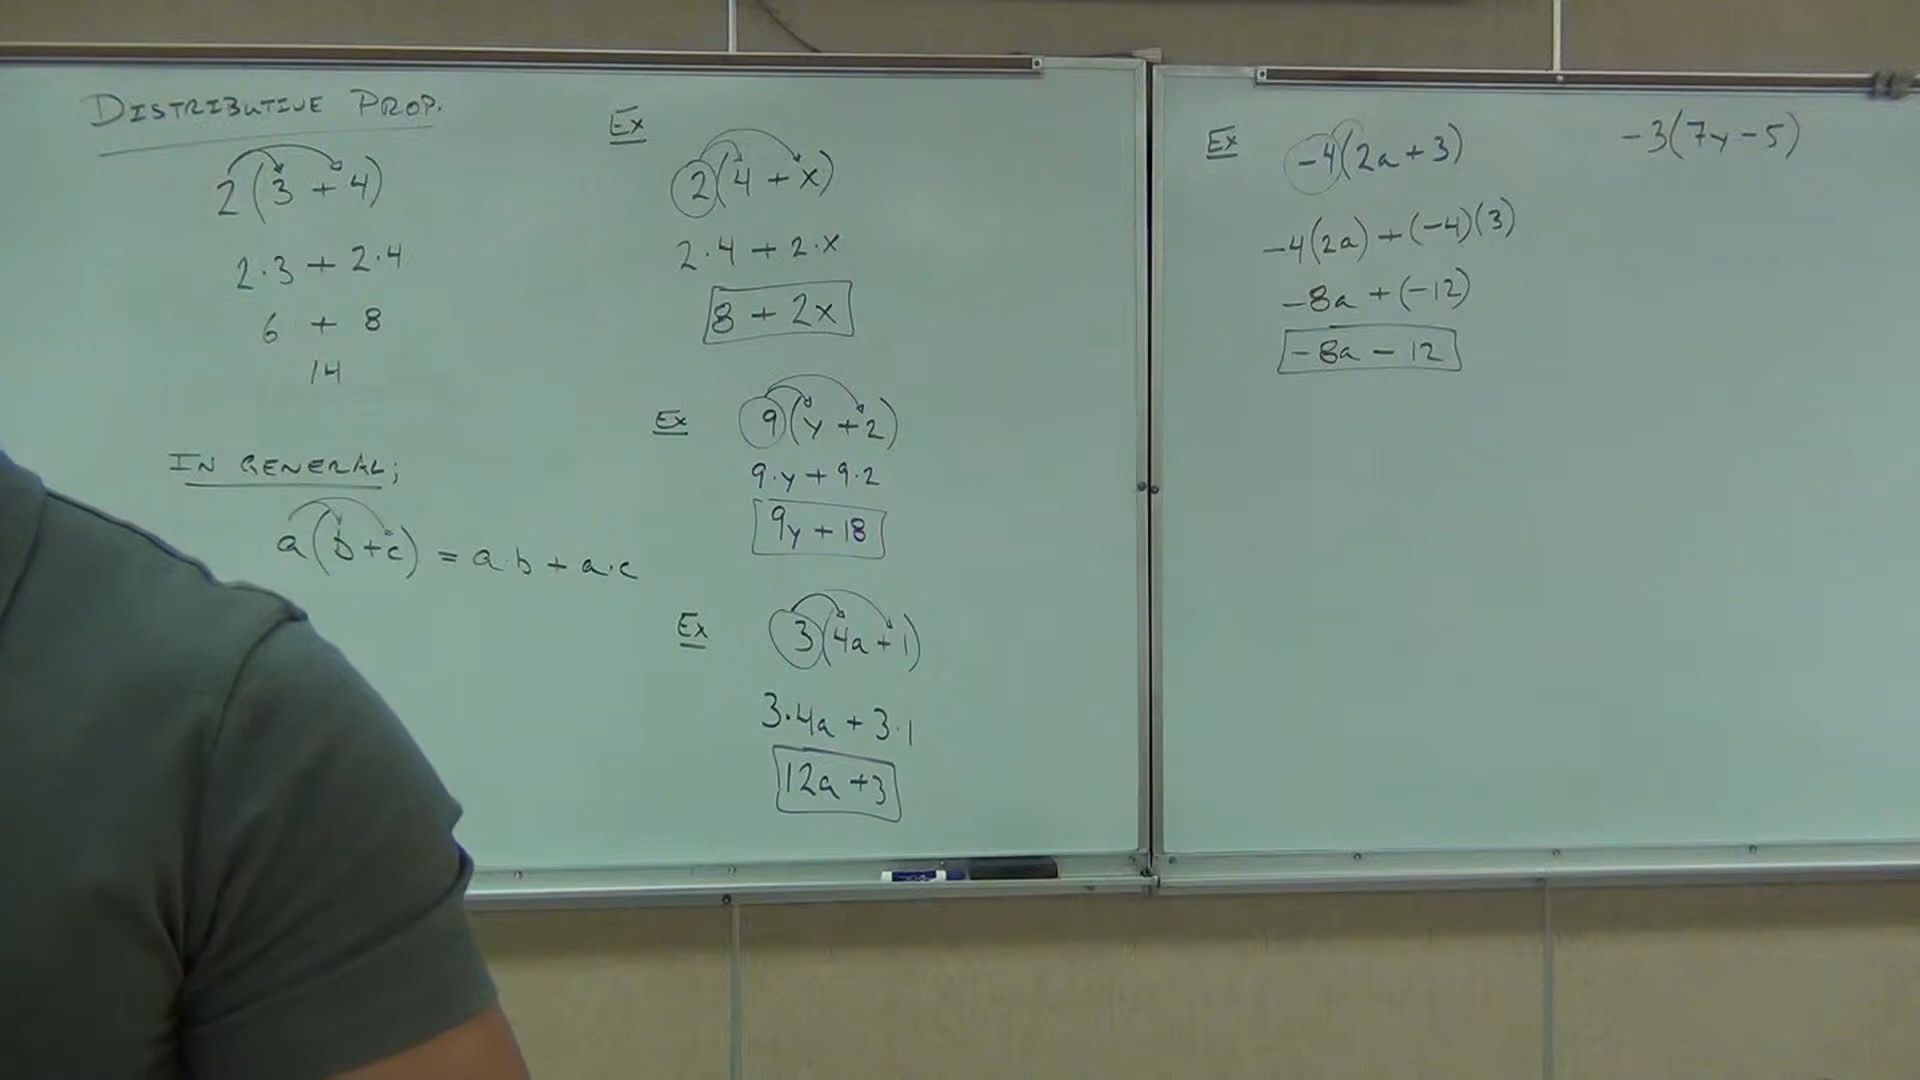 DISTRIBUTIVE PROP.
2(3 + 4)
2·3 + 2·4
6 + 8
14
IN GENERAL;
a(b+c) = a·b + a·c
Ex 2(4 + x)
2·4 + 2·x
8 + 2x
Ex 9(y + 2)
9·y + 9·2
9y + 18
Ex 3(4a + 1)
3·4a + 3·1
12a + 3
Ex -4(2a + 3)
-4(2a) + (-4)(3)
-8a + (-12)
-8a - 12
-3(7y - 5)